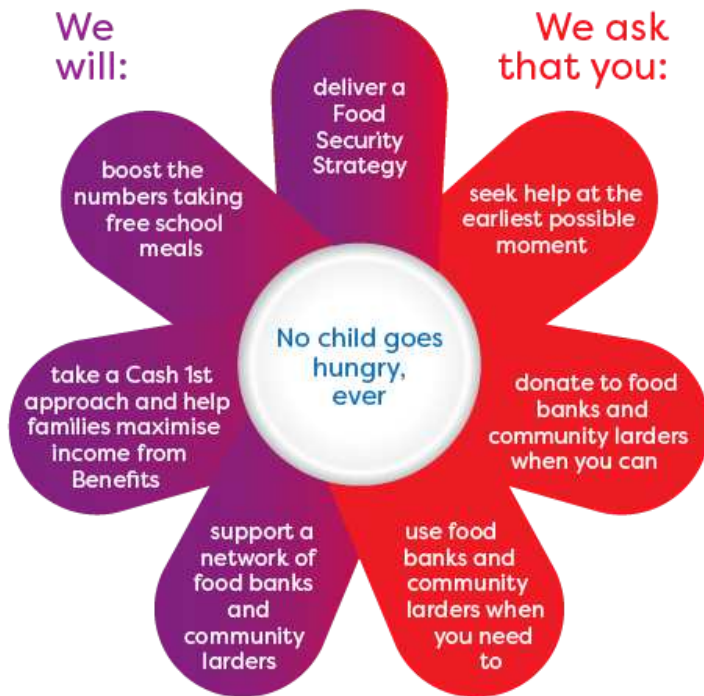 We
will:
We ask
that you:
deliver a
Food
Security
Strategy
boost the
numbers taking
free school
meals
seek help at the
earliest possible
moment
No child goes
hungry,
ever
take a Cash 1st
approach and help
families maximise
income from
Benefits
donate to food
banks and
community larders
when you can
support a
network of
food banks
and
community
larders
use food
banks and
community
larders when
you need
to